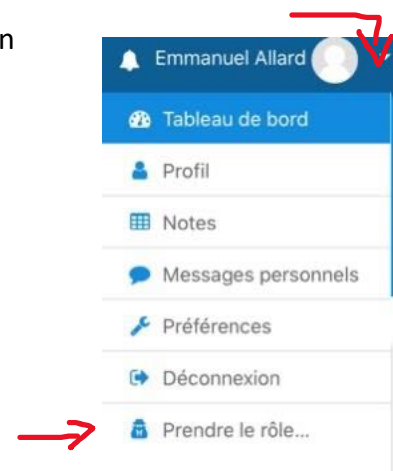 n
Emmanuel Allard
Tableau de bord
Profil
Notes
Messages personnels
Préférences
Déconnexion
Prendre le rôle...